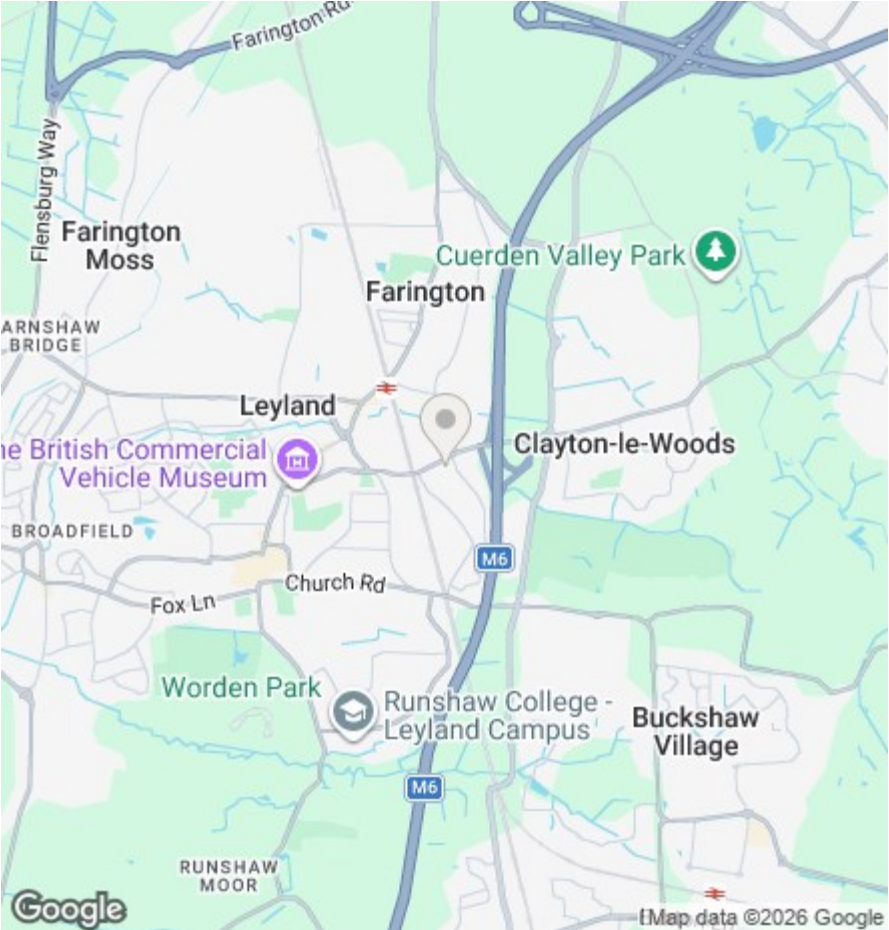 Farington Rd
Flensburg Way
Farington
Moss
Cuerden Valley Park
Farington
ARNSHAW
BRIDGE
Leyland
he British Commercial
Vehicle Museum
Clayton-le-Woods
BROADFIELD
M6
Church Rd
Fox Ln
Worden Park
Runshaw College -
Leyland Campus
Buckshaw
Village
M6
RUNSHAW
MOOR
Google
Map data ©2026 Google